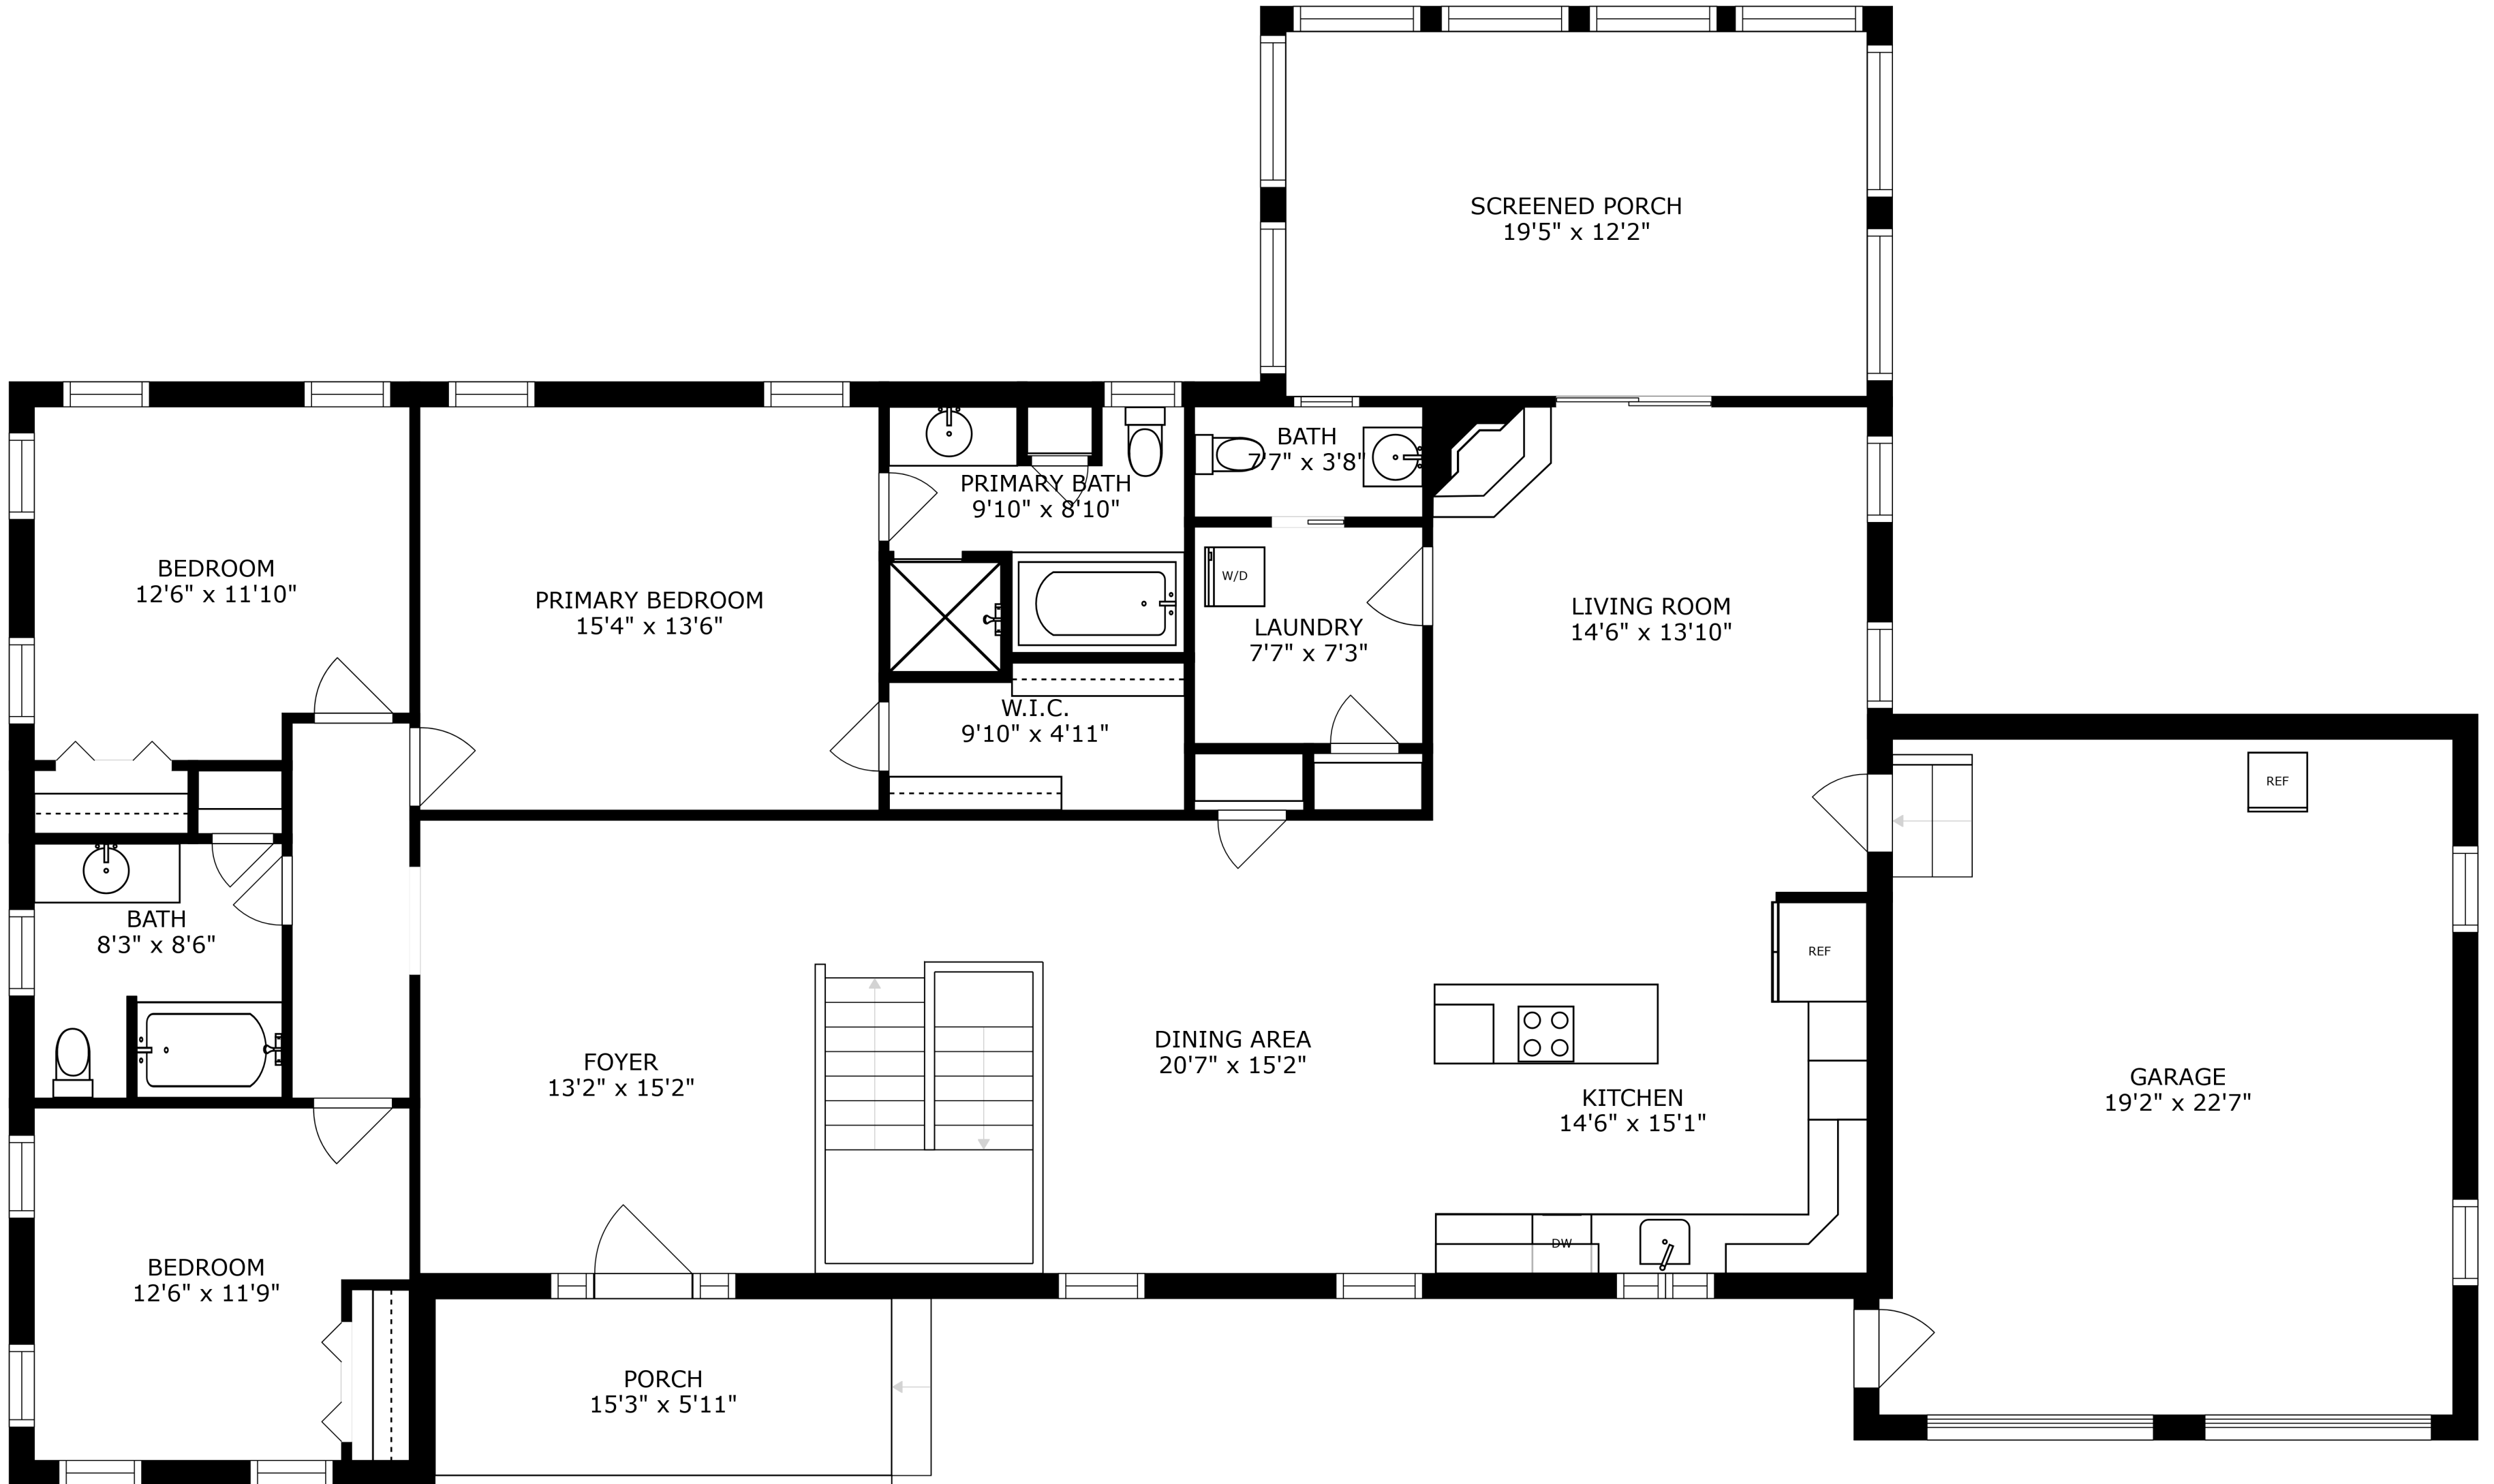 SCREENED PORCH
19'5" x 12'2"
BATH
7'7" x 3'8"
PRIMARY BATH
9'10" x 8'10"
BEDROOM
12'6" x 11'10"
PRIMARY BEDROOM
15'4" x 13'6"
W/D
LAUNDRY
7'7" x 7'3"
LIVING ROOM
14'6" x 13'10"
W.I.C.
9'10" x 4'11"
REF
BATH
8'3" x 8'6"
REF
FOYER
13'2" x 15'2"
DINING AREA
20'7" x 15'2"
KITCHEN
14'6" x 15'1"
GARAGE
19'2" x 22'7"
DW
BEDROOM
12'6" x 11'9"
PORCH
15'3" x 5'11"